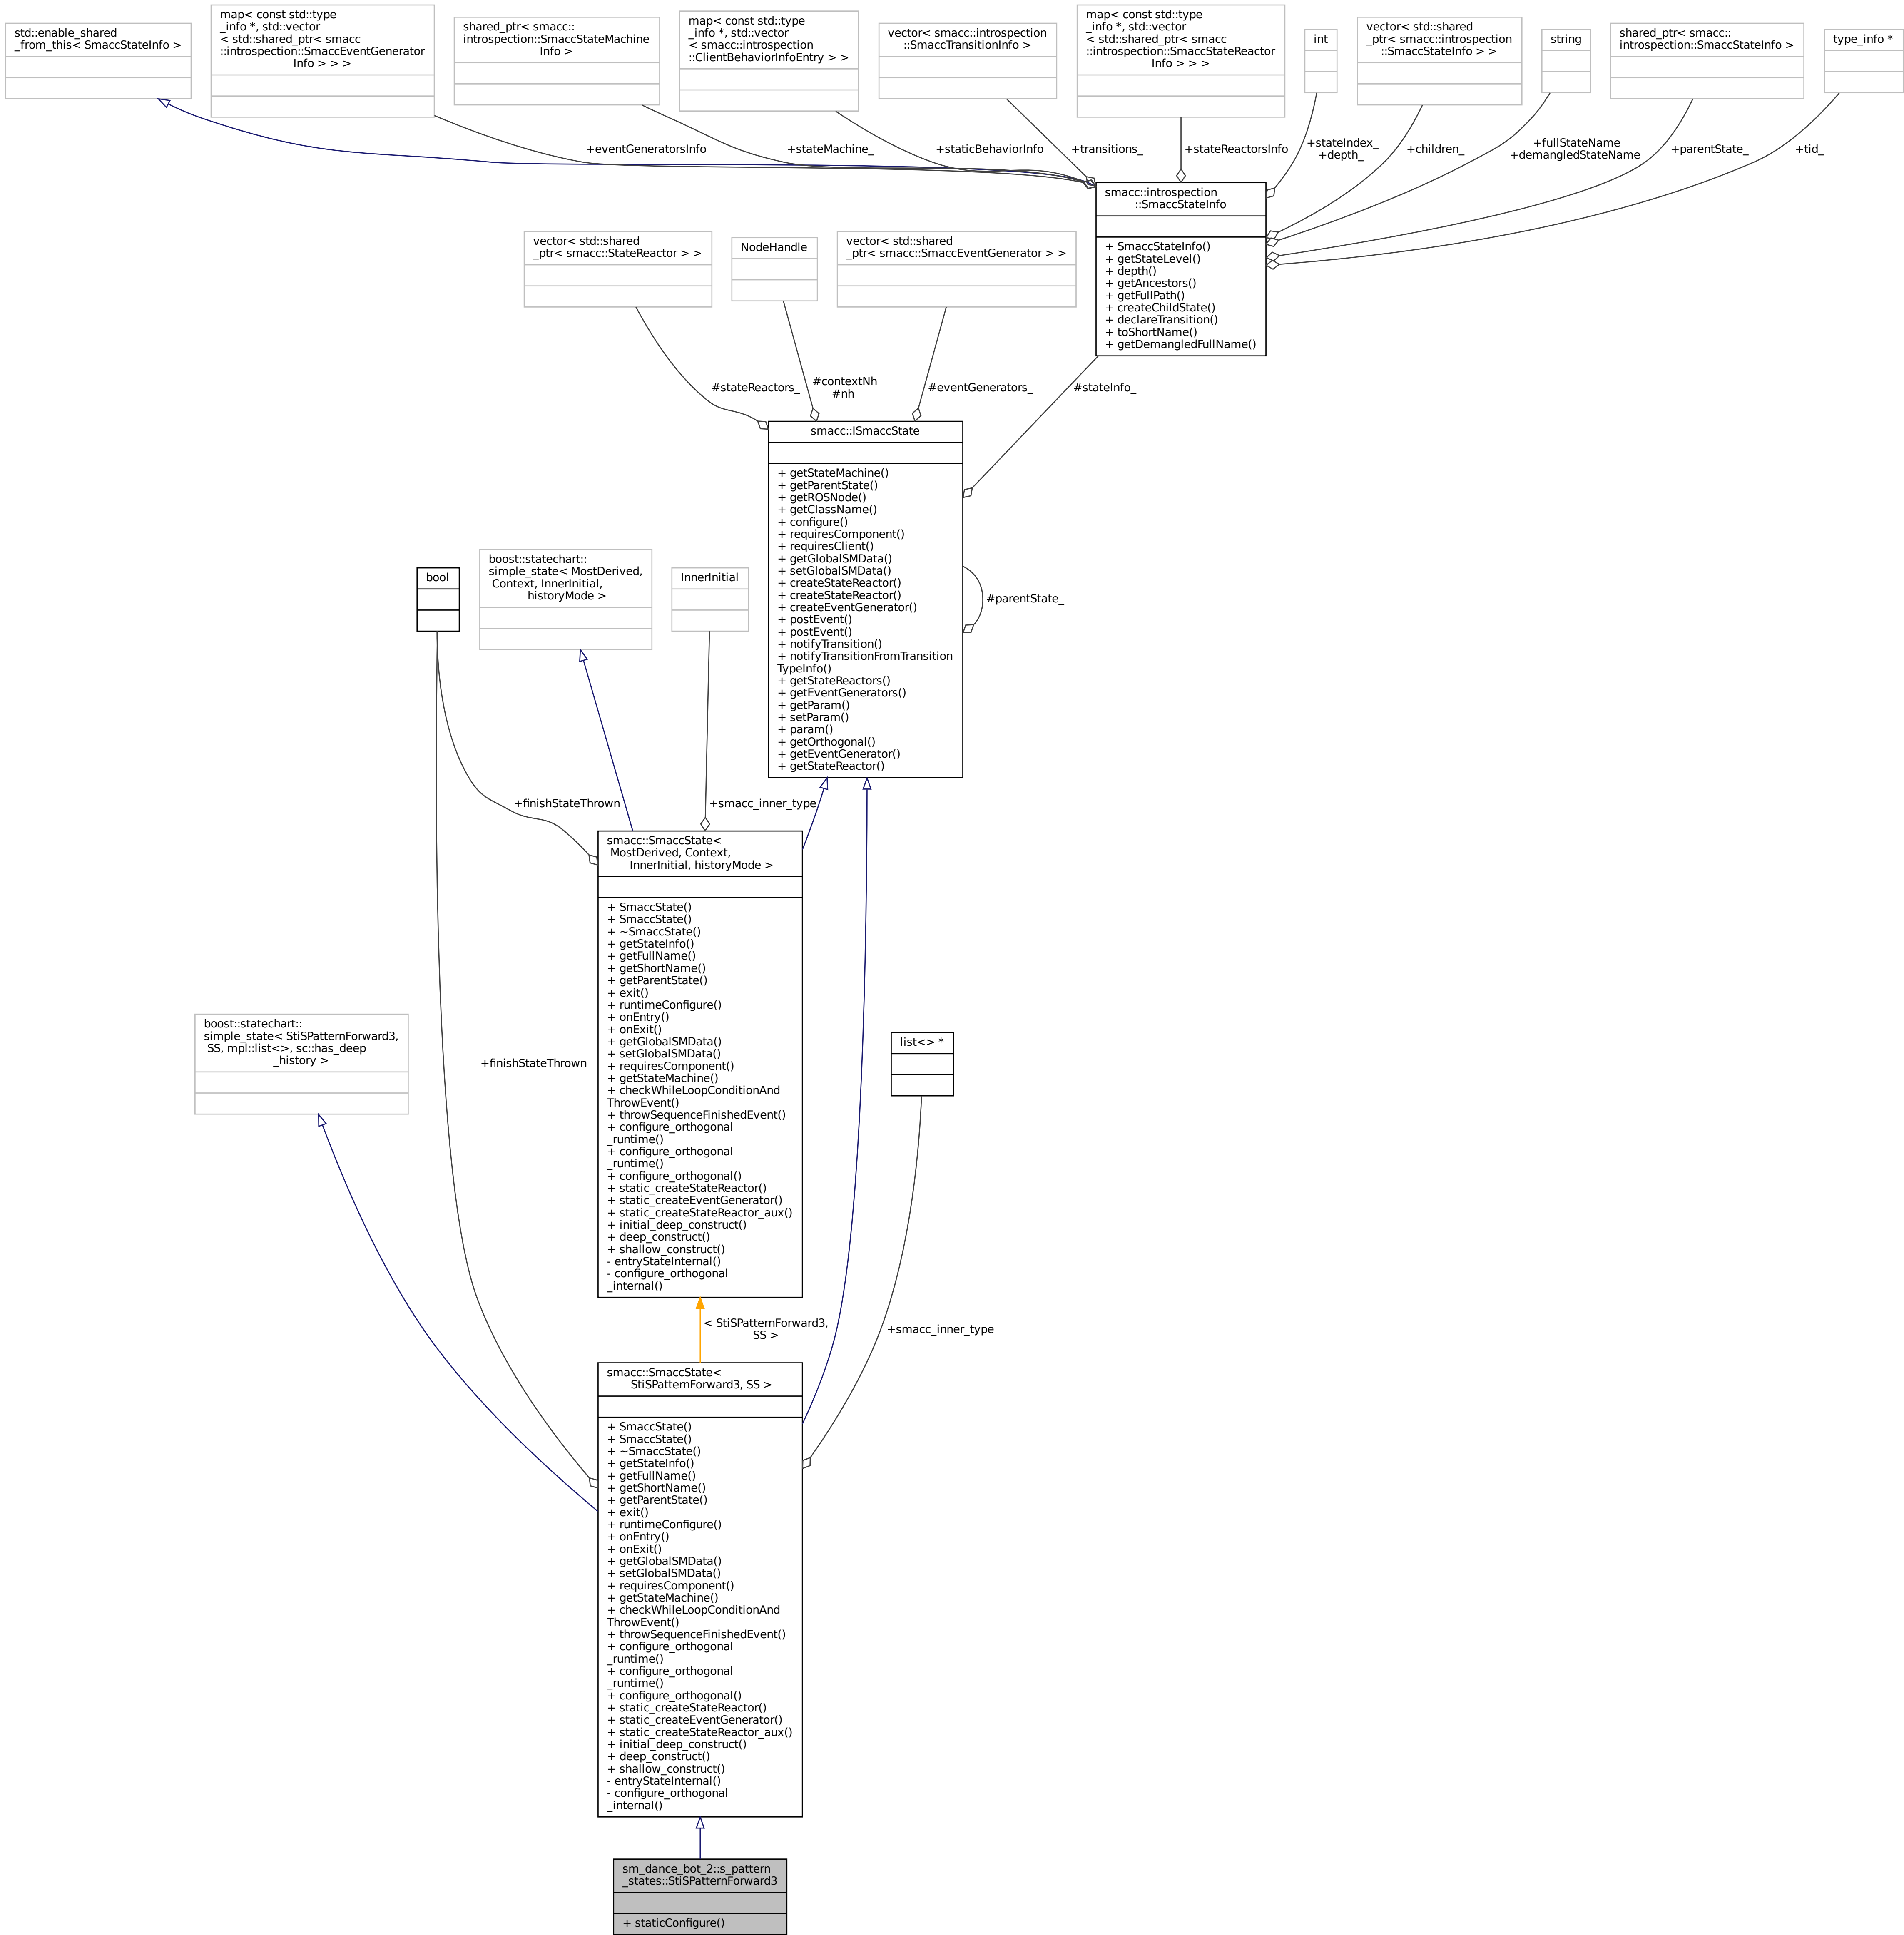 std::enable_shared
_from_this< SmaccStateInfo >
map< const std::type
_info *, std::vector
< std::shared_ptr< smacc
::introspection::SmaccEventGenerator
Info > > >
shared_ptr< smacc::
introspection::SmaccStateMachine
Info >
map< const std::type
_info *, std::vector
< smacc::introspection
::ClientBehaviorInfoEntry > >
vector< smacc::introspection
::SmaccTransitionInfo >
map< const std::type
_info *, std::vector
< std::shared_ptr< smacc
::introspection::SmaccStateReactor
Info > > >
int
vector< std::shared
_ptr< smacc::introspection
::SmaccStateInfo > >
string
shared_ptr< smacc::
introspection::SmaccStateInfo >
type_info *
+eventGeneratorsInfo
+stateMachine_
+staticBehaviorInfo
+transitions_
+stateReactorsInfo
+stateIndex_
+depth_
+children_
+fullStateName
+demangledStateName
+parentState_
+tid_
smacc::introspection
::SmaccStateInfo
+ SmaccStateInfo()
+ getStateLevel()
+ depth()
+ getAncestors()
+ getFullPath()
+ createChildState()
+ declareTransition()
+ toShortName()
+ getDemangledFullName()
vector< std::shared
_ptr< smacc::StateReactor > >
NodeHandle
vector< std::shared
_ptr< smacc::SmaccEventGenerator > >
#stateReactors_
#contextNh
#nh
#eventGenerators_
#stateInfo_
smacc::ISmaccState
+ getStateMachine()
+ getParentState()
+ getROSNode()
+ getClassName()
+ configure()
+ requiresComponent()
+ requiresClient()
+ getGlobalSMData()
+ setGlobalSMData()
+ createStateReactor()
+ createStateReactor()
+ createEventGenerator()
+ postEvent()
+ postEvent()
+ notifyTransition()
+ notifyTransitionFromTransition
TypeInfo()
+ getStateReactors()
+ getEventGenerators()
+ getParam()
+ setParam()
+ param()
+ getOrthogonal()
+ getEventGenerator()
+ getStateReactor()
#parentState_
bool
boost::statechart::
simple_state< MostDerived,
Context, InnerInitial,
historyMode >
InnerInitial
+finishStateThrown
+smacc_inner_type
smacc::SmaccState<
MostDerived, Context,
InnerInitial, historyMode >
+ SmaccState()
+ SmaccState()
+ ~SmaccState()
+ getStateInfo()
+ getFullName()
+ getShortName()
+ getParentState()
+ exit()
+ runtimeConfigure()
+ onEntry()
+ onExit()
+ getGlobalSMData()
+ setGlobalSMData()
+ requiresComponent()
+ getStateMachine()
+ checkWhileLoopConditionAnd
ThrowEvent()
+ throwSequenceFinishedEvent()
+ configure_orthogonal
_runtime()
+ configure_orthogonal
_runtime()
+ configure_orthogonal()
+ static_createStateReactor()
+ static_createEventGenerator()
+ static_createStateReactor_aux()
+ initial_deep_construct()
+ deep_construct()
+ shallow_construct()
- entryStateInternal()
- configure_orthogonal
_internal()
boost::statechart::
simple_state< StiSPatternForward3,
SS, mpl::list<>, sc::has_deep
_history >
+finishStateThrown
list<> *
< StiSPatternForward3,
SS >
+smacc_inner_type
smacc::SmaccState<
StiSPatternForward3, SS >
+ SmaccState()
+ SmaccState()
+ ~SmaccState()
+ getStateInfo()
+ getFullName()
+ getShortName()
+ getParentState()
+ exit()
+ runtimeConfigure()
+ onEntry()
+ onExit()
+ getGlobalSMData()
+ setGlobalSMData()
+ requiresComponent()
+ getStateMachine()
+ checkWhileLoopConditionAnd
ThrowEvent()
+ throwSequenceFinishedEvent()
+ configure_orthogonal
_runtime()
+ configure_orthogonal
_runtime()
+ configure_orthogonal()
+ static_createStateReactor()
+ static_createEventGenerator()
+ static_createStateReactor_aux()
+ initial_deep_construct()
+ deep_construct()
+ shallow_construct()
- entryStateInternal()
- configure_orthogonal
_internal()
sm_dance_bot_2::s_pattern
_states::StiSPatternForward3
+ staticConfigure()